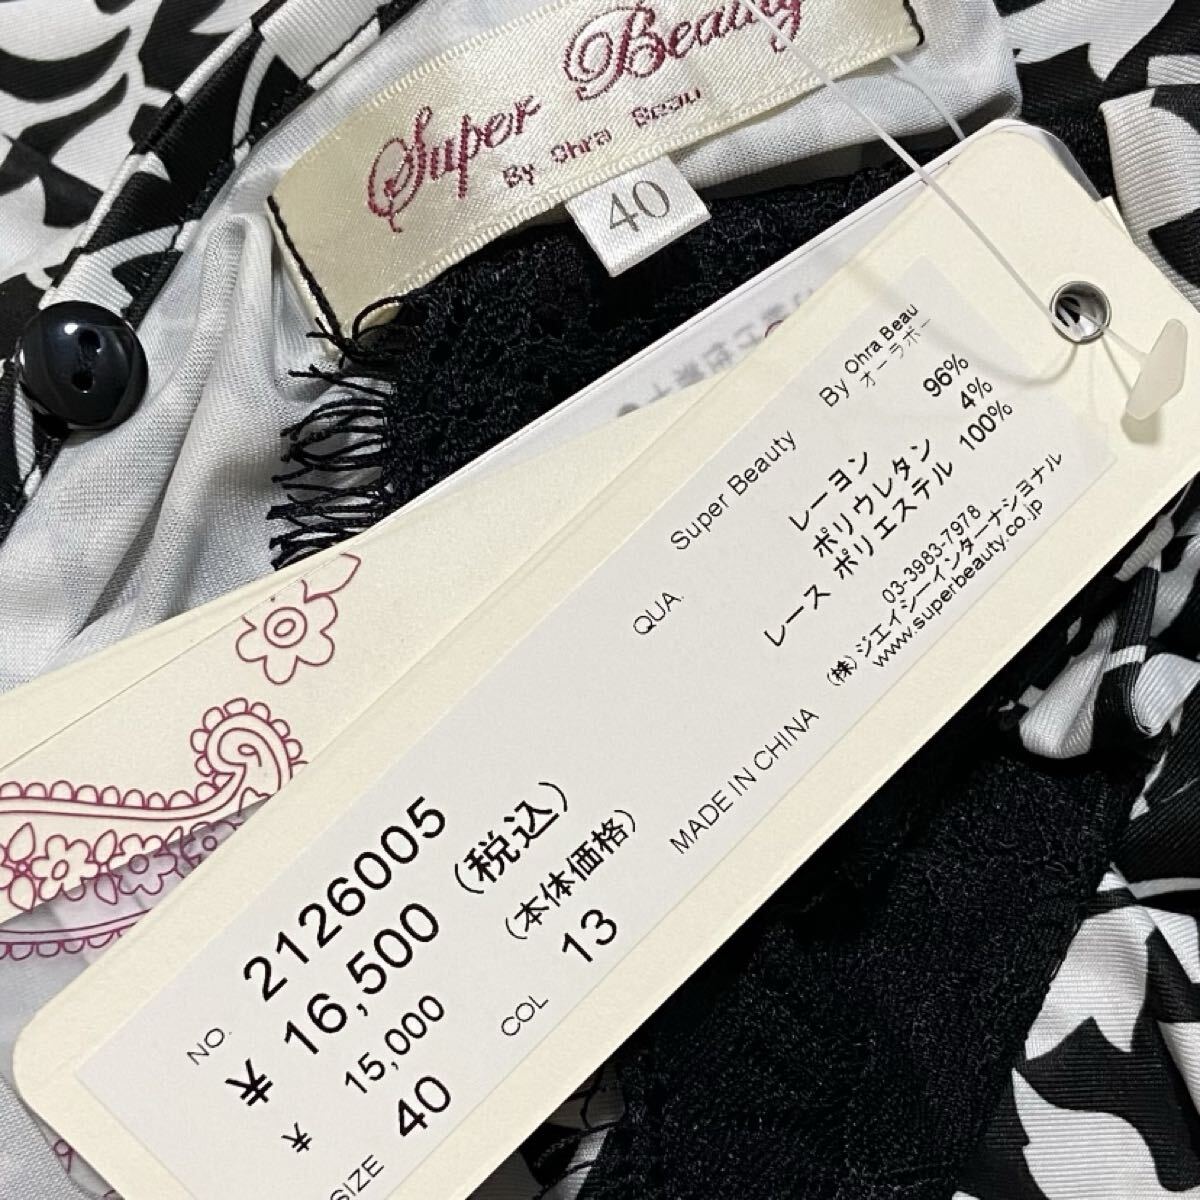 Super Beauty
By Ohra Beau
40
Super Beauty By Ohra Beau
オーラボー
QUA.
レーヨン 96%
ポリウレタン 4%
レース ポリエステル 100%
03-3983-7978
(株)ジェイシーインターナショナル
www.superbeauty.co.jp
MADE IN CHINA
NO. 2126005
¥ 16,500 (税込)
¥ 15,000 (本体価格)
SIZE 40 COL 13